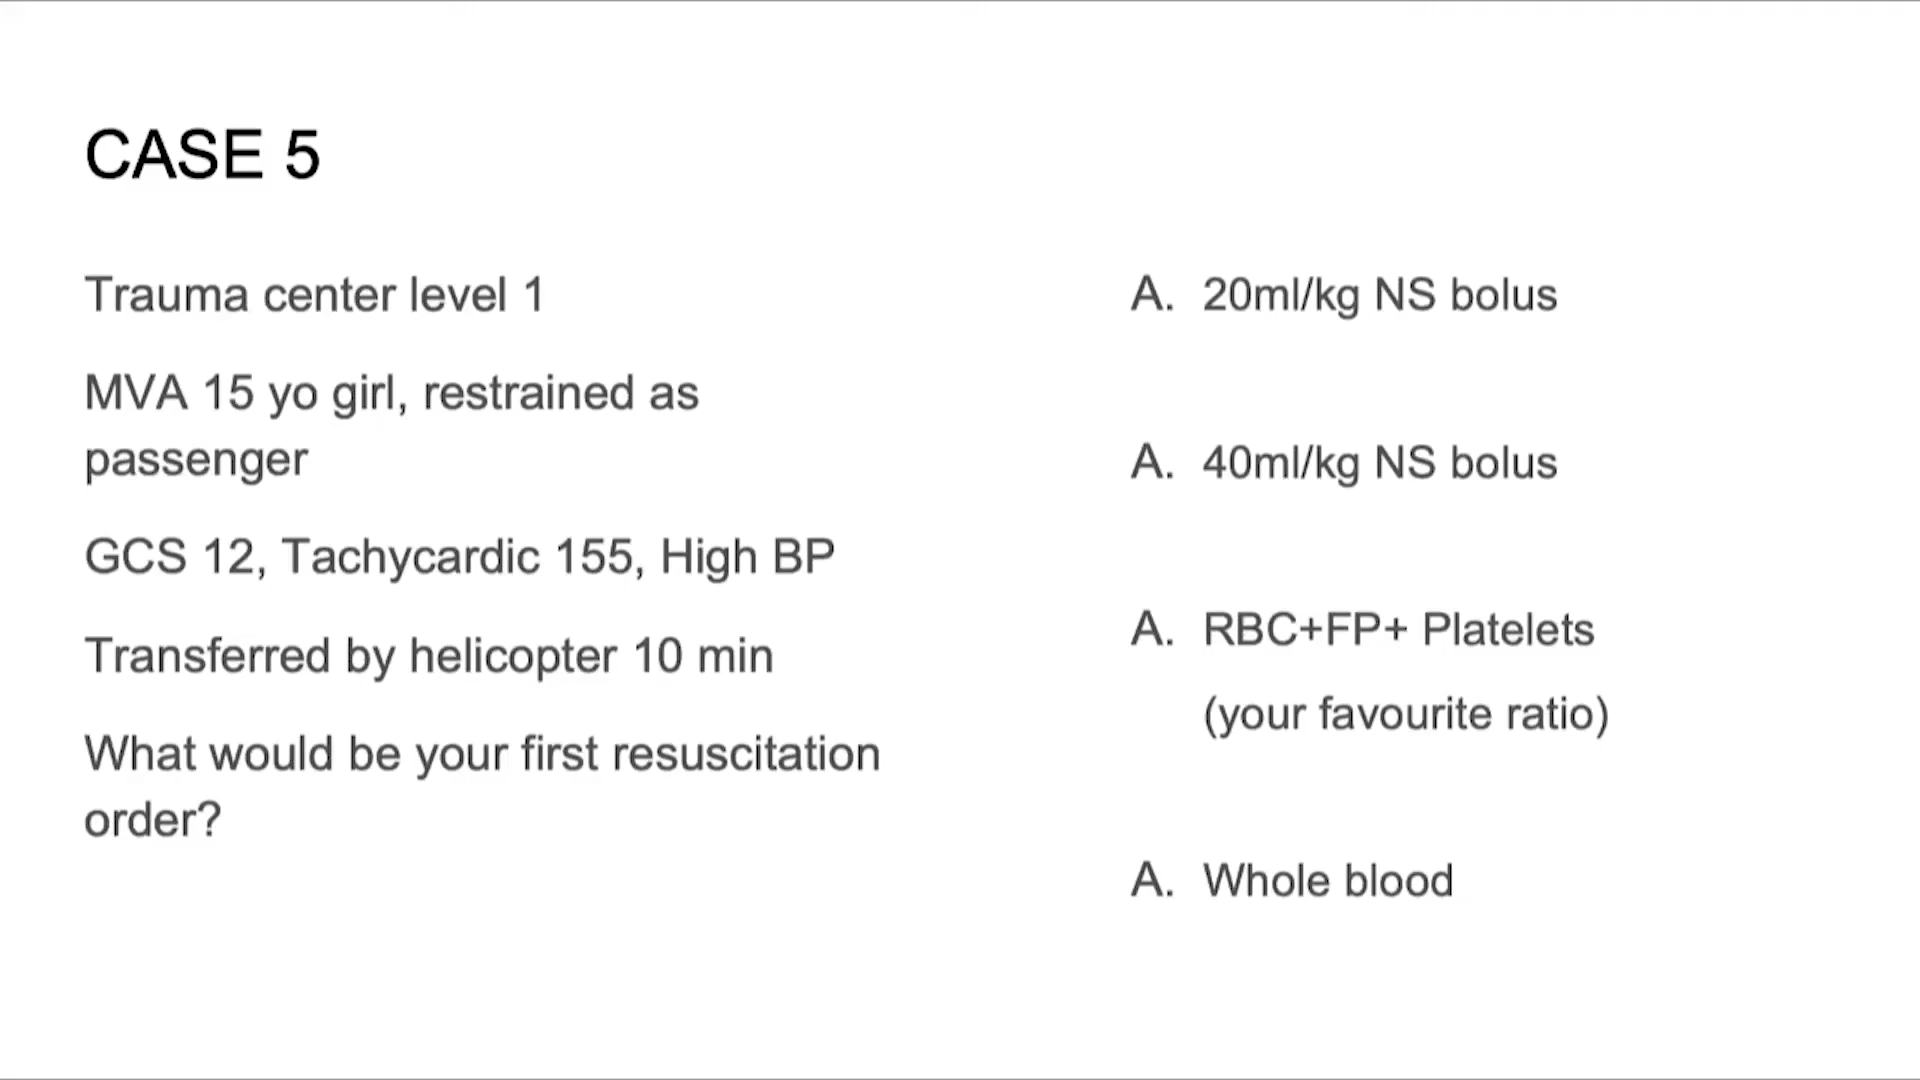 CASE 5
Trauma center level 1
MVA 15 yo girl, restrained as
passenger
GCS 12, Tachycardic 155, High BP
Transferred by helicopter 10 min
What would be your first resuscitation
order?
A. 20ml/kg NS bolus
A. 40ml/kg NS bolus
A. RBC+FP+ Platelets
(your favourite ratio)
A. Whole blood